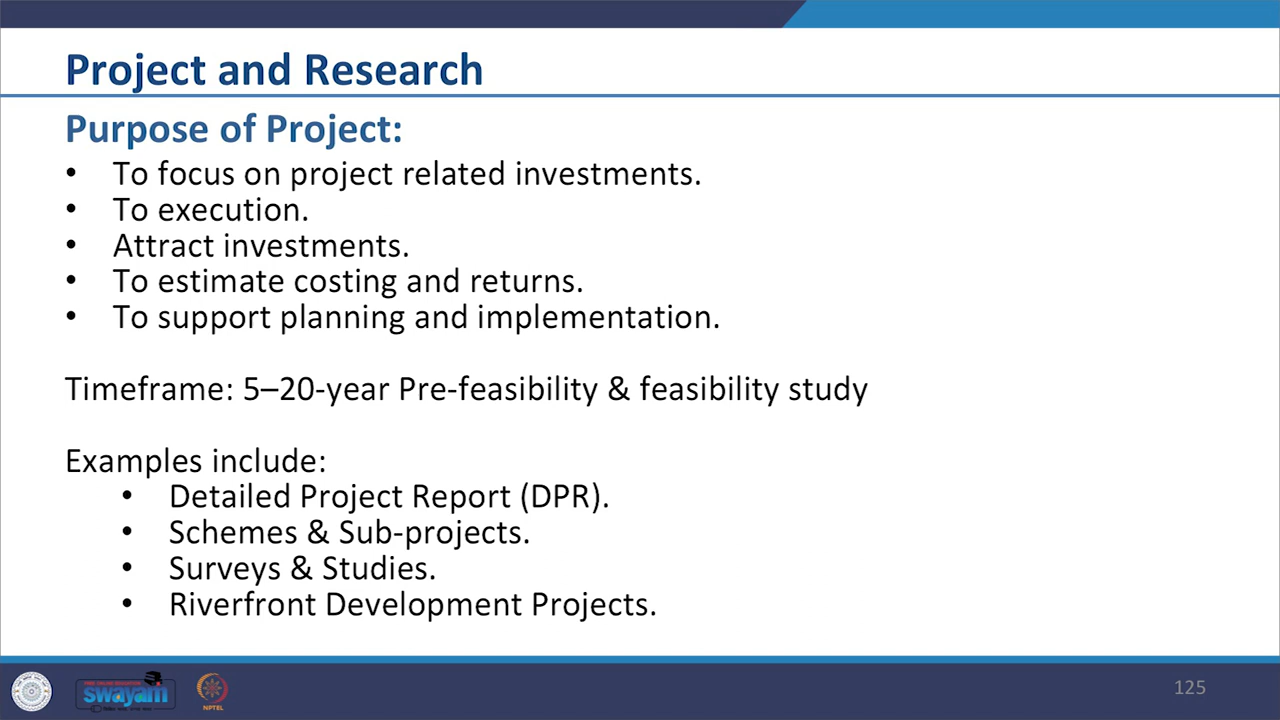 Project and Research
Purpose of Project:
• To focus on project related investments.
• To execution.
• Attract investments.
• To estimate costing and returns.
• To support planning and implementation.
Timeframe: 5–20-year Pre-feasibility & feasibility study
Examples include:
• Detailed Project Report (DPR).
• Schemes & Sub-projects.
• Surveys & Studies.
• Riverfront Development Projects.
swayam
NPTEL
125